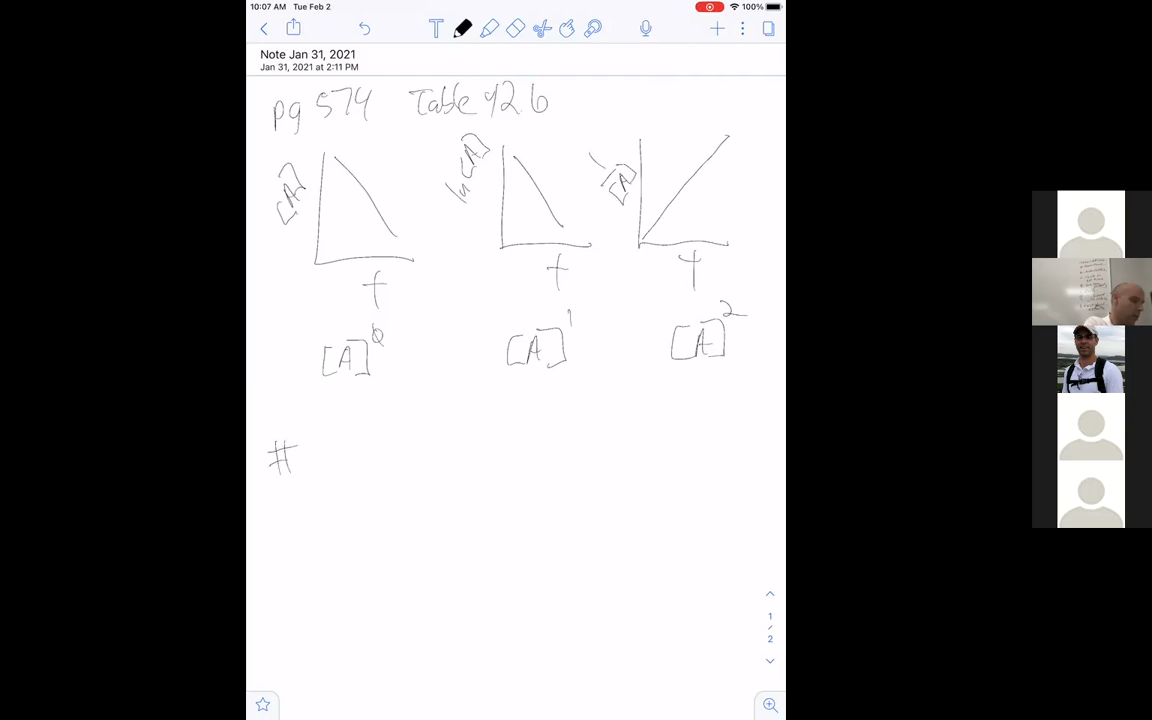 10:07 AM Tue Feb 2 100%
Note Jan 31, 2021
Jan 31, 2021 at 2:11 PM
pg 574 Table 12.6
[A] ln [A] 1/[A]
t t t
[A]⁰ [A]¹ [A]²
#
1
/
2